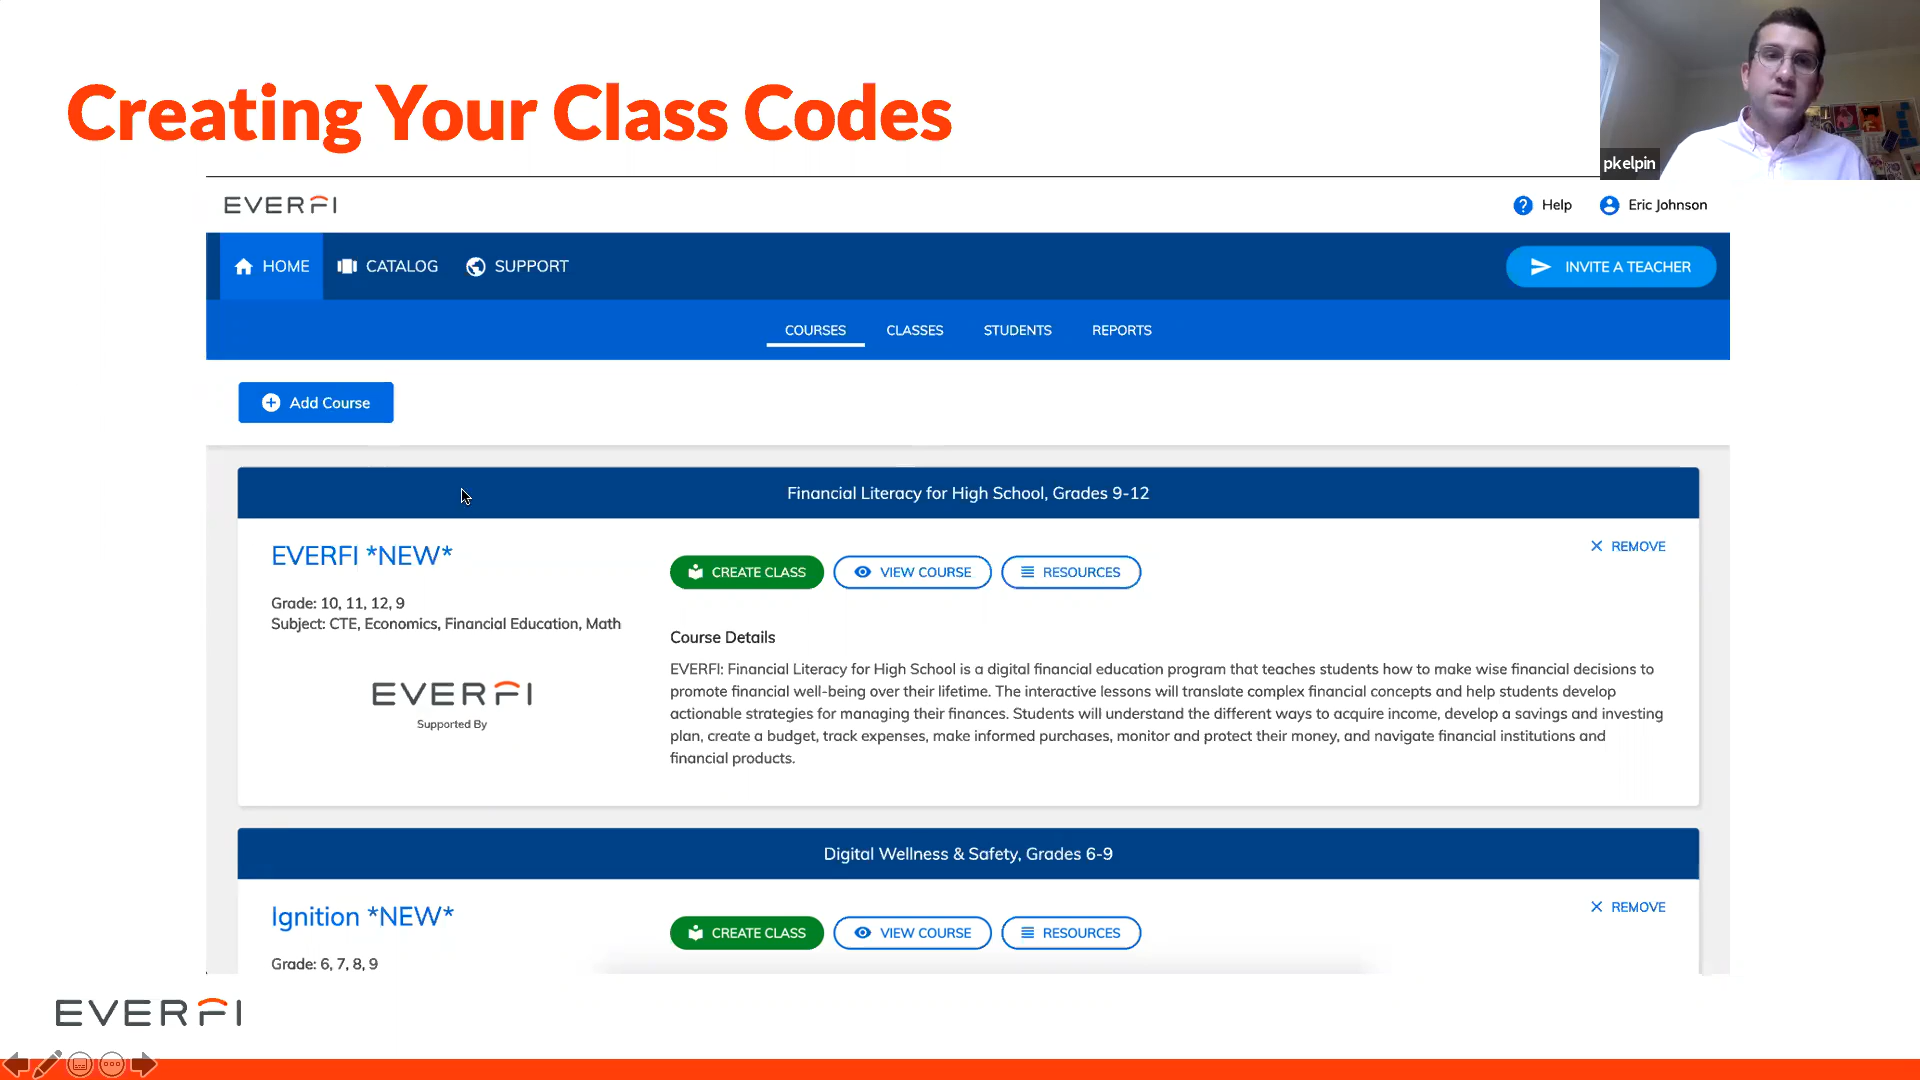 Creating Your Class Codes
pkelpin
EVERFI
Help
Eric Johnson
HOME
CATALOG
SUPPORT
INVITE A TEACHER
COURSES
CLASSES
STUDENTS
REPORTS
Add Course
Financial Literacy for High School, Grades 9-12
EVERFI *NEW*
Grade: 10, 11, 12, 9
Subject: CTE, Economics, Financial Education, Math
EVERFI
Supported By
CREATE CLASS
VIEW COURSE
RESOURCES
REMOVE
Course Details
EVERFI: Financial Literacy for High School is a digital financial education program that teaches students how to make wise financial decisions to
promote financial well-being over their lifetime. The interactive lessons will translate complex financial concepts and help students develop
actionable strategies for managing their finances. Students will understand the different ways to acquire income, develop a savings and investing
plan, create a budget, track expenses, make informed purchases, monitor and protect their money, and navigate financial institutions and
financial products.
Digital Wellness & Safety, Grades 6-9
Ignition *NEW*
Grade: 6, 7, 8, 9
CREATE CLASS
VIEW COURSE
RESOURCES
REMOVE
EVERFI